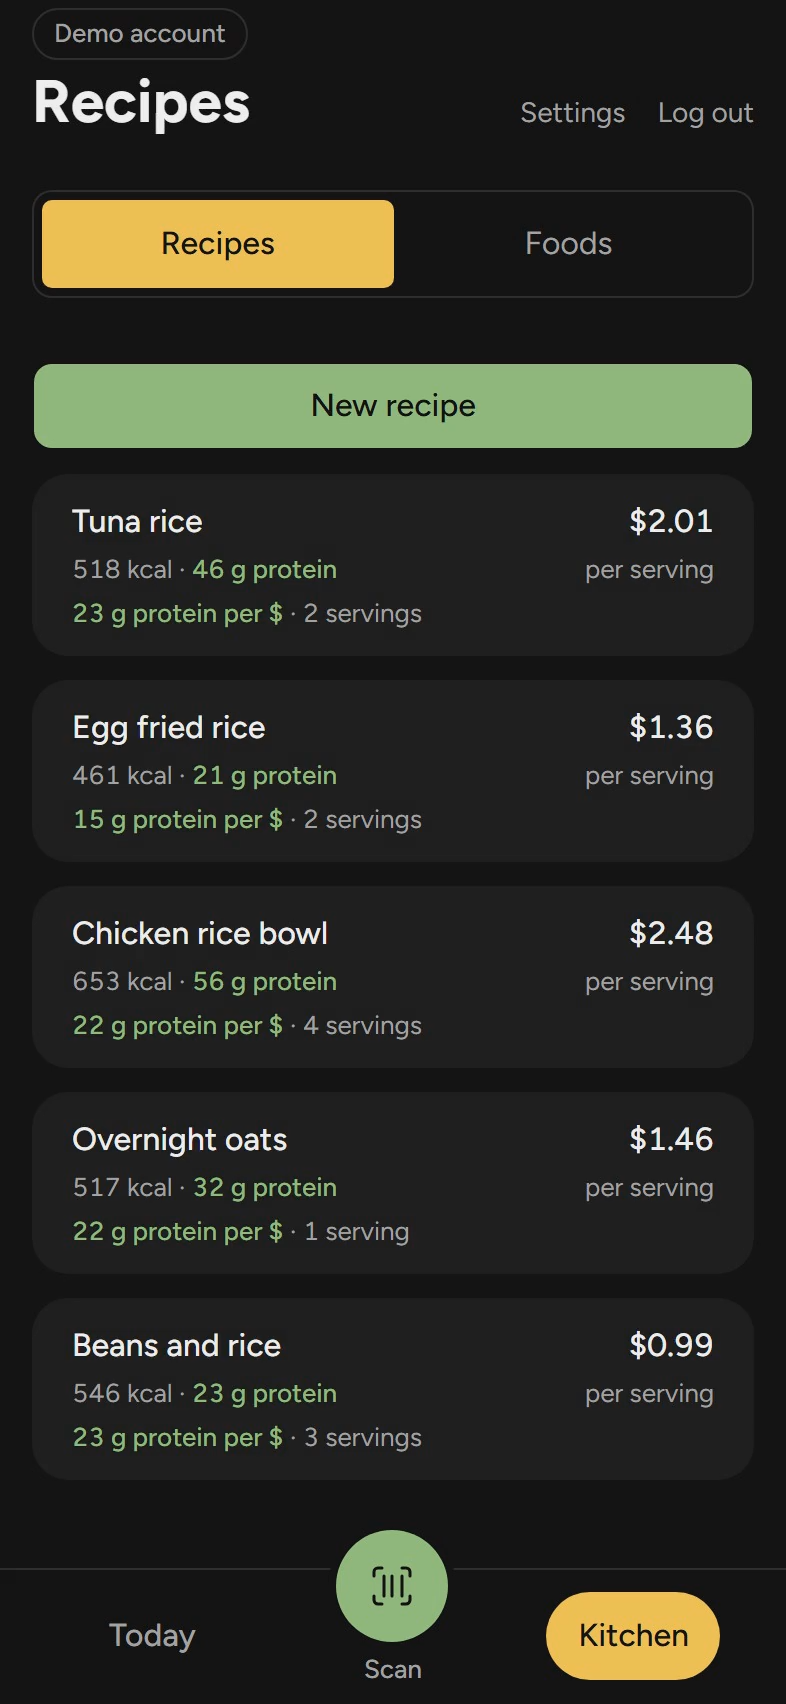 Demo account
Recipes
Settings Log out
Recipes Foods
New recipe
Tuna rice $2.01
518 kcal · 46 g protein per serving
23 g protein per $ · 2 servings
Egg fried rice $1.36
461 kcal · 21 g protein per serving
15 g protein per $ · 2 servings
Chicken rice bowl $2.48
653 kcal · 56 g protein per serving
22 g protein per $ · 4 servings
Overnight oats $1.46
517 kcal · 32 g protein per serving
22 g protein per $ · 1 serving
Beans and rice $0.99
546 kcal · 23 g protein per serving
23 g protein per $ · 3 servings
Today Scan Kitchen